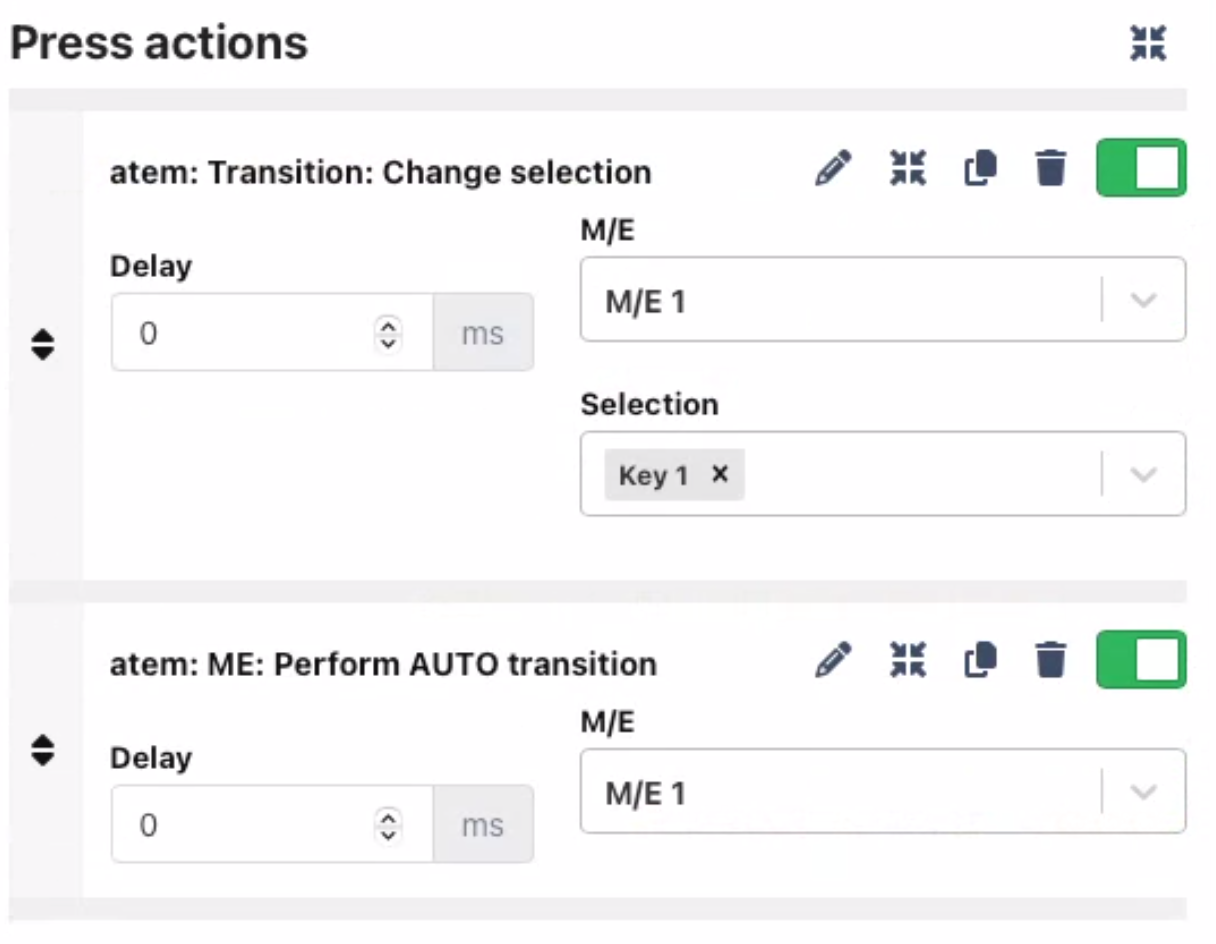 Press actions
atem: Transition: Change selection
M/E
Delay
M/E 1
0 ms
Selection
Key 1 ×
atem: ME: Perform AUTO transition
M/E
Delay
M/E 1
0 ms